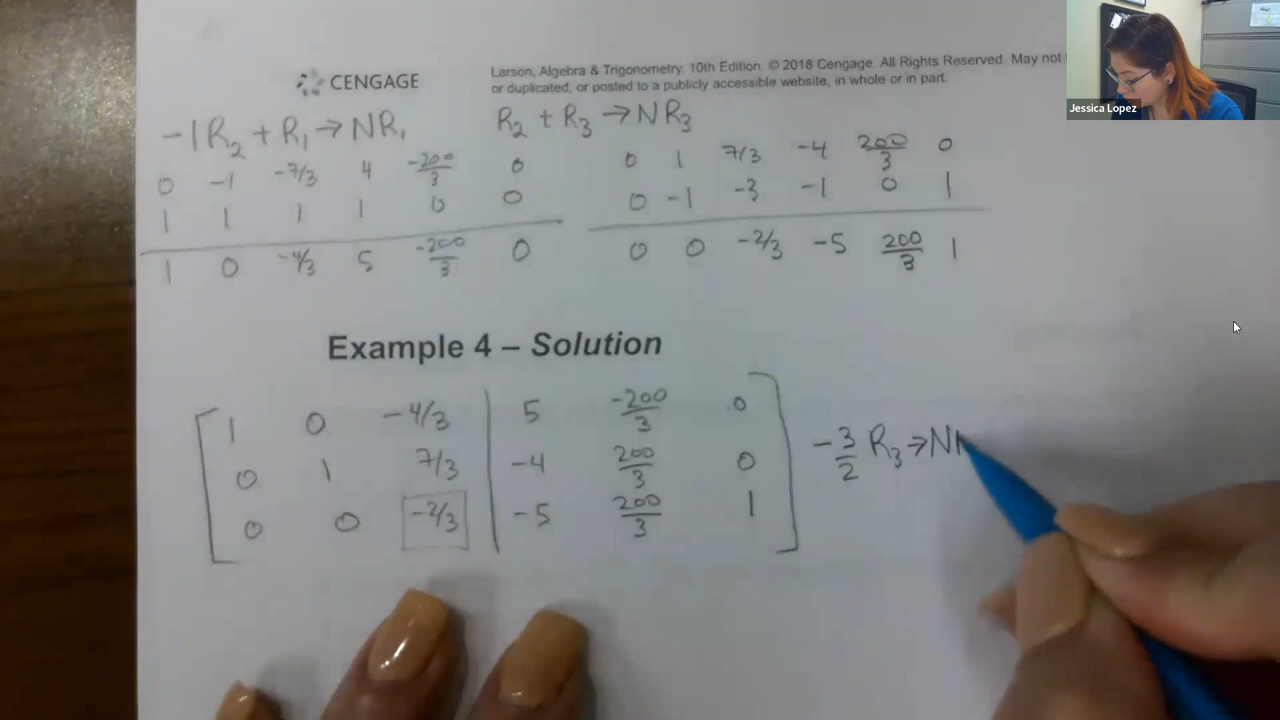 CENGAGE
Larson, Algebra & Trigonometry, 10th Edition. © 2018 Cengage. All Rights Reserved. May not
or duplicated, or posted to a publicly accessible website, in whole or in part.
Jessica Lopez
-1R₂ + R₁ → NR₁
0 -1 -7/3 4 -200/3 0
1 1 1 1 0 0
1 0 -4/3 5 -200/3 0
R₂ + R₃ → NR₃
0 1 7/3 -4 200/3 0
0 -1 -3 -1 0 1
0 0 -2/3 -5 200/3 1
Example 4 – Solution
1 0 -4/3 | 5 -200/3 0
0 1 7/3 | -4 200/3 0
0 0 -2/3 | -5 200/3 1
-3/2 R₃ → N